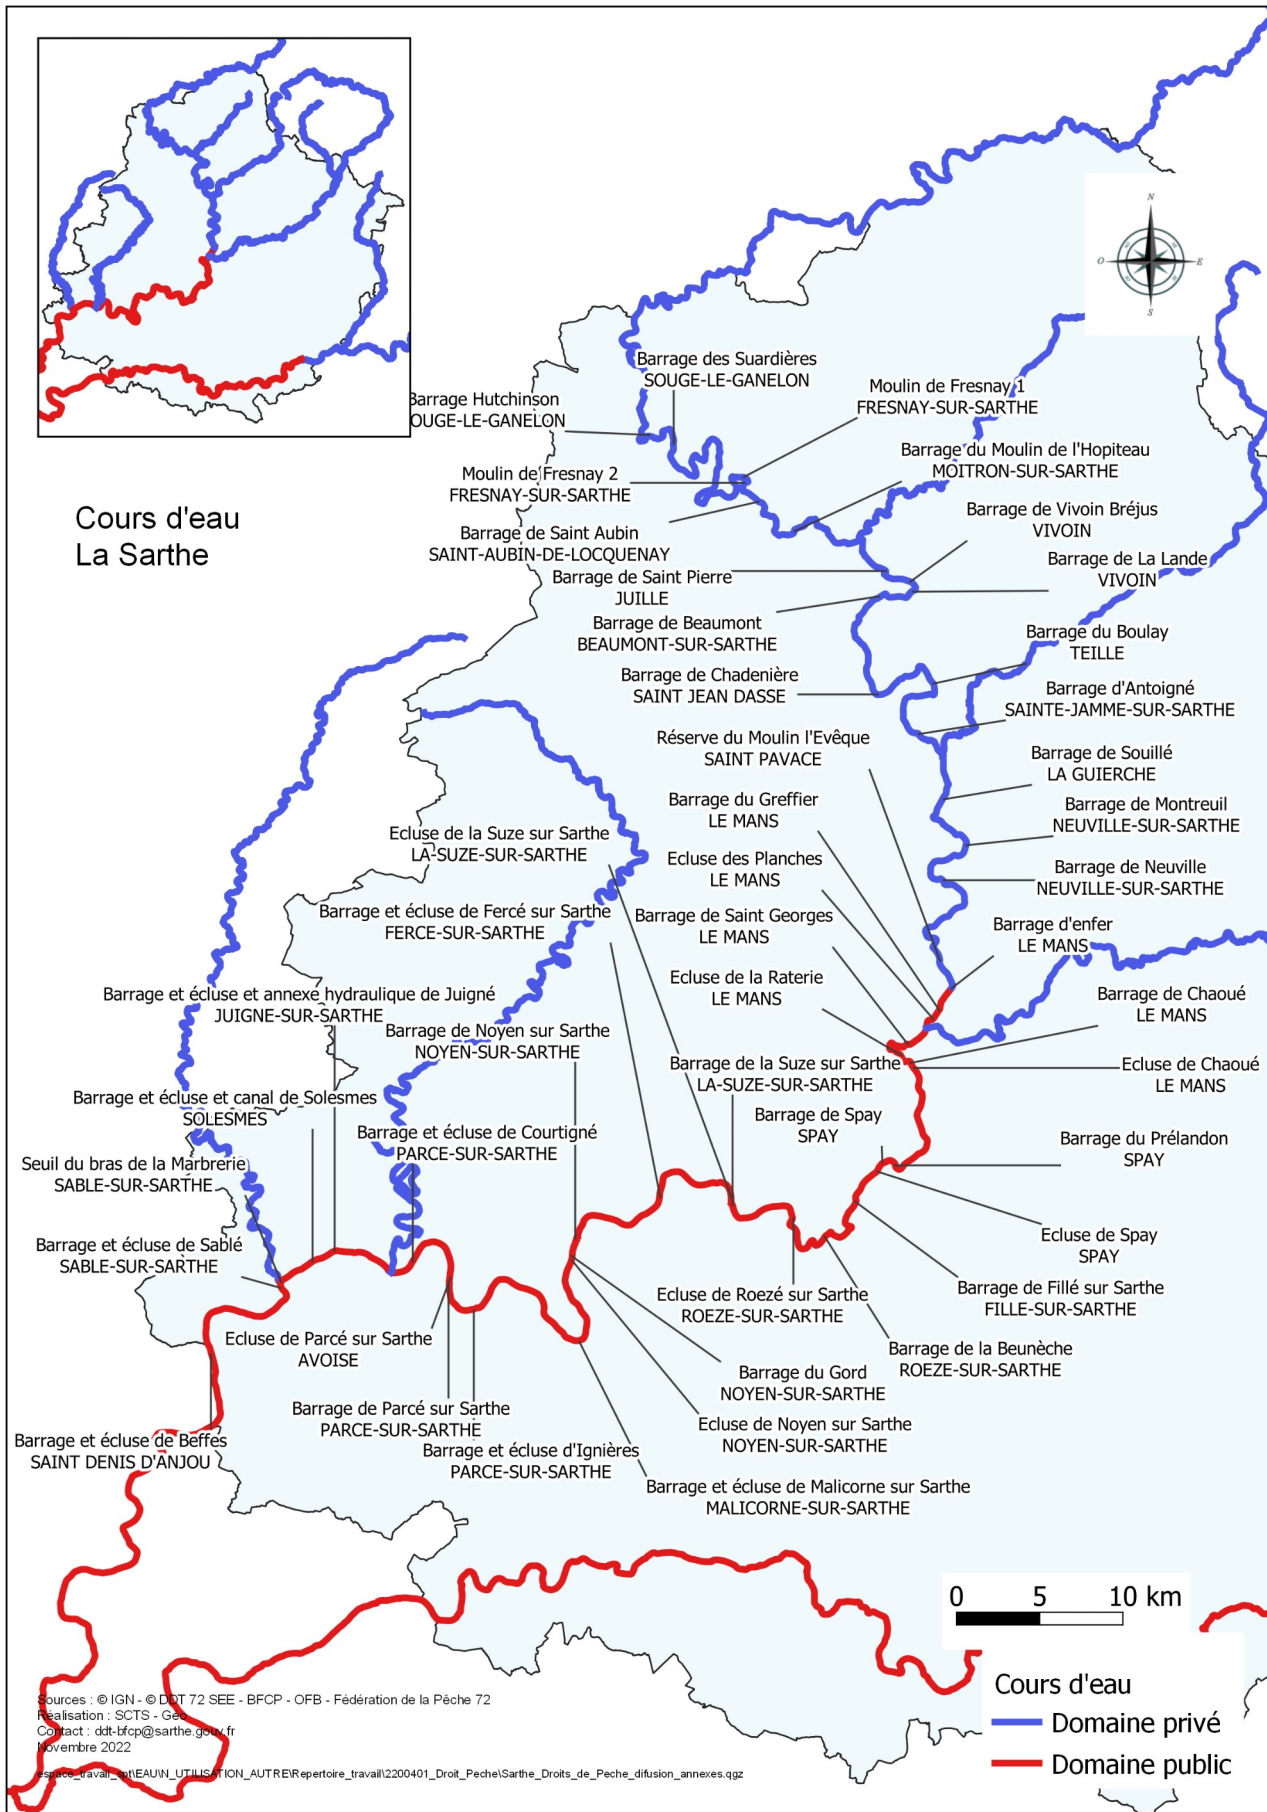 Cours d'eau
La Sarthe
N
O
E
S
Barrage des Suardières
SOUGE-LE-GANELON
Moulin de Fresnay 1
FRESNAY-SUR-SARTHE
Barrage Hutchinson
OUGE-LE-GANELON
Barrage du Moulin de l'Hopiteau
MOITRON-SUR-SARTHE
Moulin de Fresnay 2
FRESNAY-SUR-SARTHE
Barrage de Vivoin Bréjus
VIVOIN
Barrage de Saint Aubin
SAINT-AUBIN-DE-LOCQUENAY
Barrage de La Lande
VIVOIN
Barrage de Saint Pierre
JUILLE
Barrage de Beaumont
BEAUMONT-SUR-SARTHE
Barrage du Boulay
TEILLE
Barrage de Chadenière
SAINT JEAN DASSE
Barrage d'Antoigné
SAINTE-JAMME-SUR-SARTHE
Réserve du Moulin l'Evêque
SAINT PAVACE
Barrage de Souillé
LA GUIERCHE
Barrage du Greffier
LE MANS
Barrage de Montreuil
NEUVILLE-SUR-SARTHE
Ecluse de la Suze sur Sarthe
LA-SUZE-SUR-SARTHE
Ecluse des Planches
LE MANS
Barrage de Neuville
NEUVILLE-SUR-SARTHE
Barrage et écluse de Fercé sur Sarthe
FERCE-SUR-SARTHE
Barrage de Saint Georges
LE MANS
Barrage d'enfer
LE MANS
Ecluse de la Raterie
LE MANS
Barrage et écluse et annexe hydraulique de Juigné
JUIGNE-SUR-SARTHE
Barrage de Chaoué
LE MANS
Barrage de Noyen sur Sarthe
NOYEN-SUR-SARTHE
Barrage de la Suze sur Sarthe
LA-SUZE-SUR-SARTHE
Ecluse de Chaoué
LE MANS
Barrage et écluse et canal de Solesmes
SOLESMES
Barrage de Spay
SPAY
Barrage et écluse de Courtigné
PARCE-SUR-SARTHE
Barrage du Prélandon
SPAY
Seuil du bras de la Marbrerie
SABLE-SUR-SARTHE
Barrage et écluse de Sablé
SABLE-SUR-SARTHE
Ecluse de Spay
SPAY
Ecluse de Roezé sur Sarthe
ROEZE-SUR-SARTHE
Barrage de Fillé sur Sarthe
FILLE-SUR-SARTHE
Ecluse de Parcé sur Sarthe
AVOISE
Barrage de la Beunèche
ROEZE-SUR-SARTHE
Barrage du Gord
NOYEN-SUR-SARTHE
Barrage de Parcé sur Sarthe
PARCE-SUR-SARTHE
Ecluse de Noyen sur Sarthe
NOYEN-SUR-SARTHE
Barrage et écluse de Beffes
SAINT DENIS D'ANJOU
Barrage et écluse d'Ignières
PARCE-SUR-SARTHE
Barrage et écluse de Malicorne sur Sarthe
MALICORNE-SUR-SARTHE
0 5 10 km
Cours d'eau
Domaine privé
Domaine public
Sources : © IGN - © DDT 72 SEE - BFCP - OFB - Fédération de la Pêche 72
Réalisation : SCTS - Géo
Contact : ddt-bfcp@sarthe.gouv.fr
Novembre 2022
espace_travail_spt\EAU\N_UTILISATION_AUTRE\Repertoire_travail\2200401_Droit_Peche\Sarthe_Droits_de_Peche_difusion_annexes.qgz